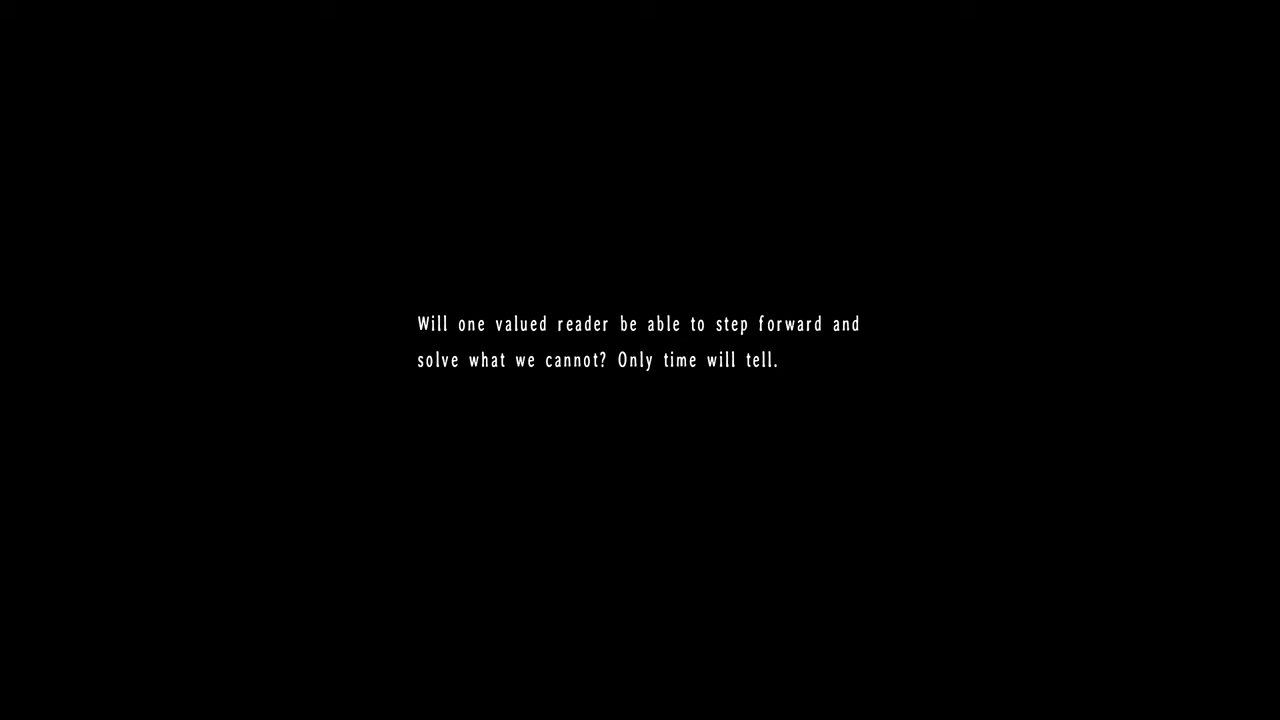 Will one valued reader be able to step forward and
solve what we cannot? Only time will tell.